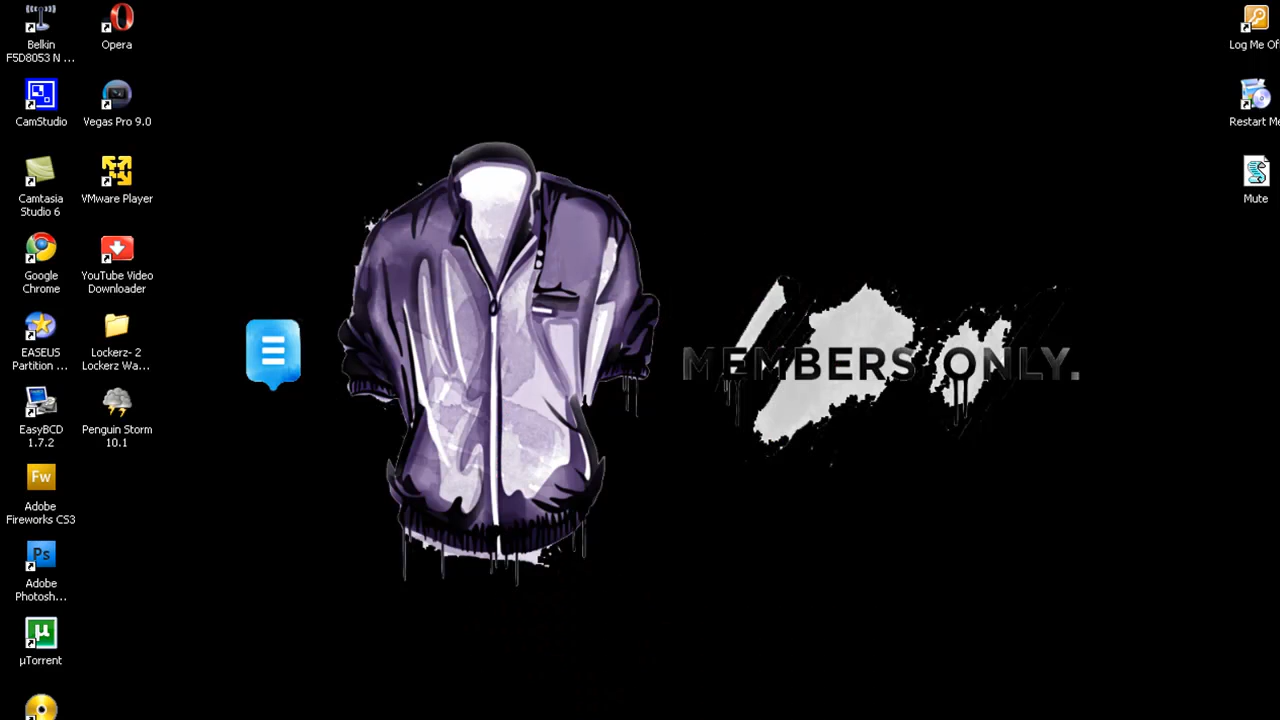 Belkin
F5D8053 N ...
Opera
CamStudio
Vegas Pro 9.0
Camtasia
Studio 6
VMware Player
Google
Chrome
YouTube Video
Downloader
EASEUS
Partition ...
Lockerz- 2
Lockerz Wa...
EasyBCD
1.7.2
Penguin Storm
10.1
Fw
Adobe
Fireworks CS3
Ps
Adobe
Photosh...
µ
µTorrent
MEMBERS ONLY.
Log Me Of
Restart Me
Mute